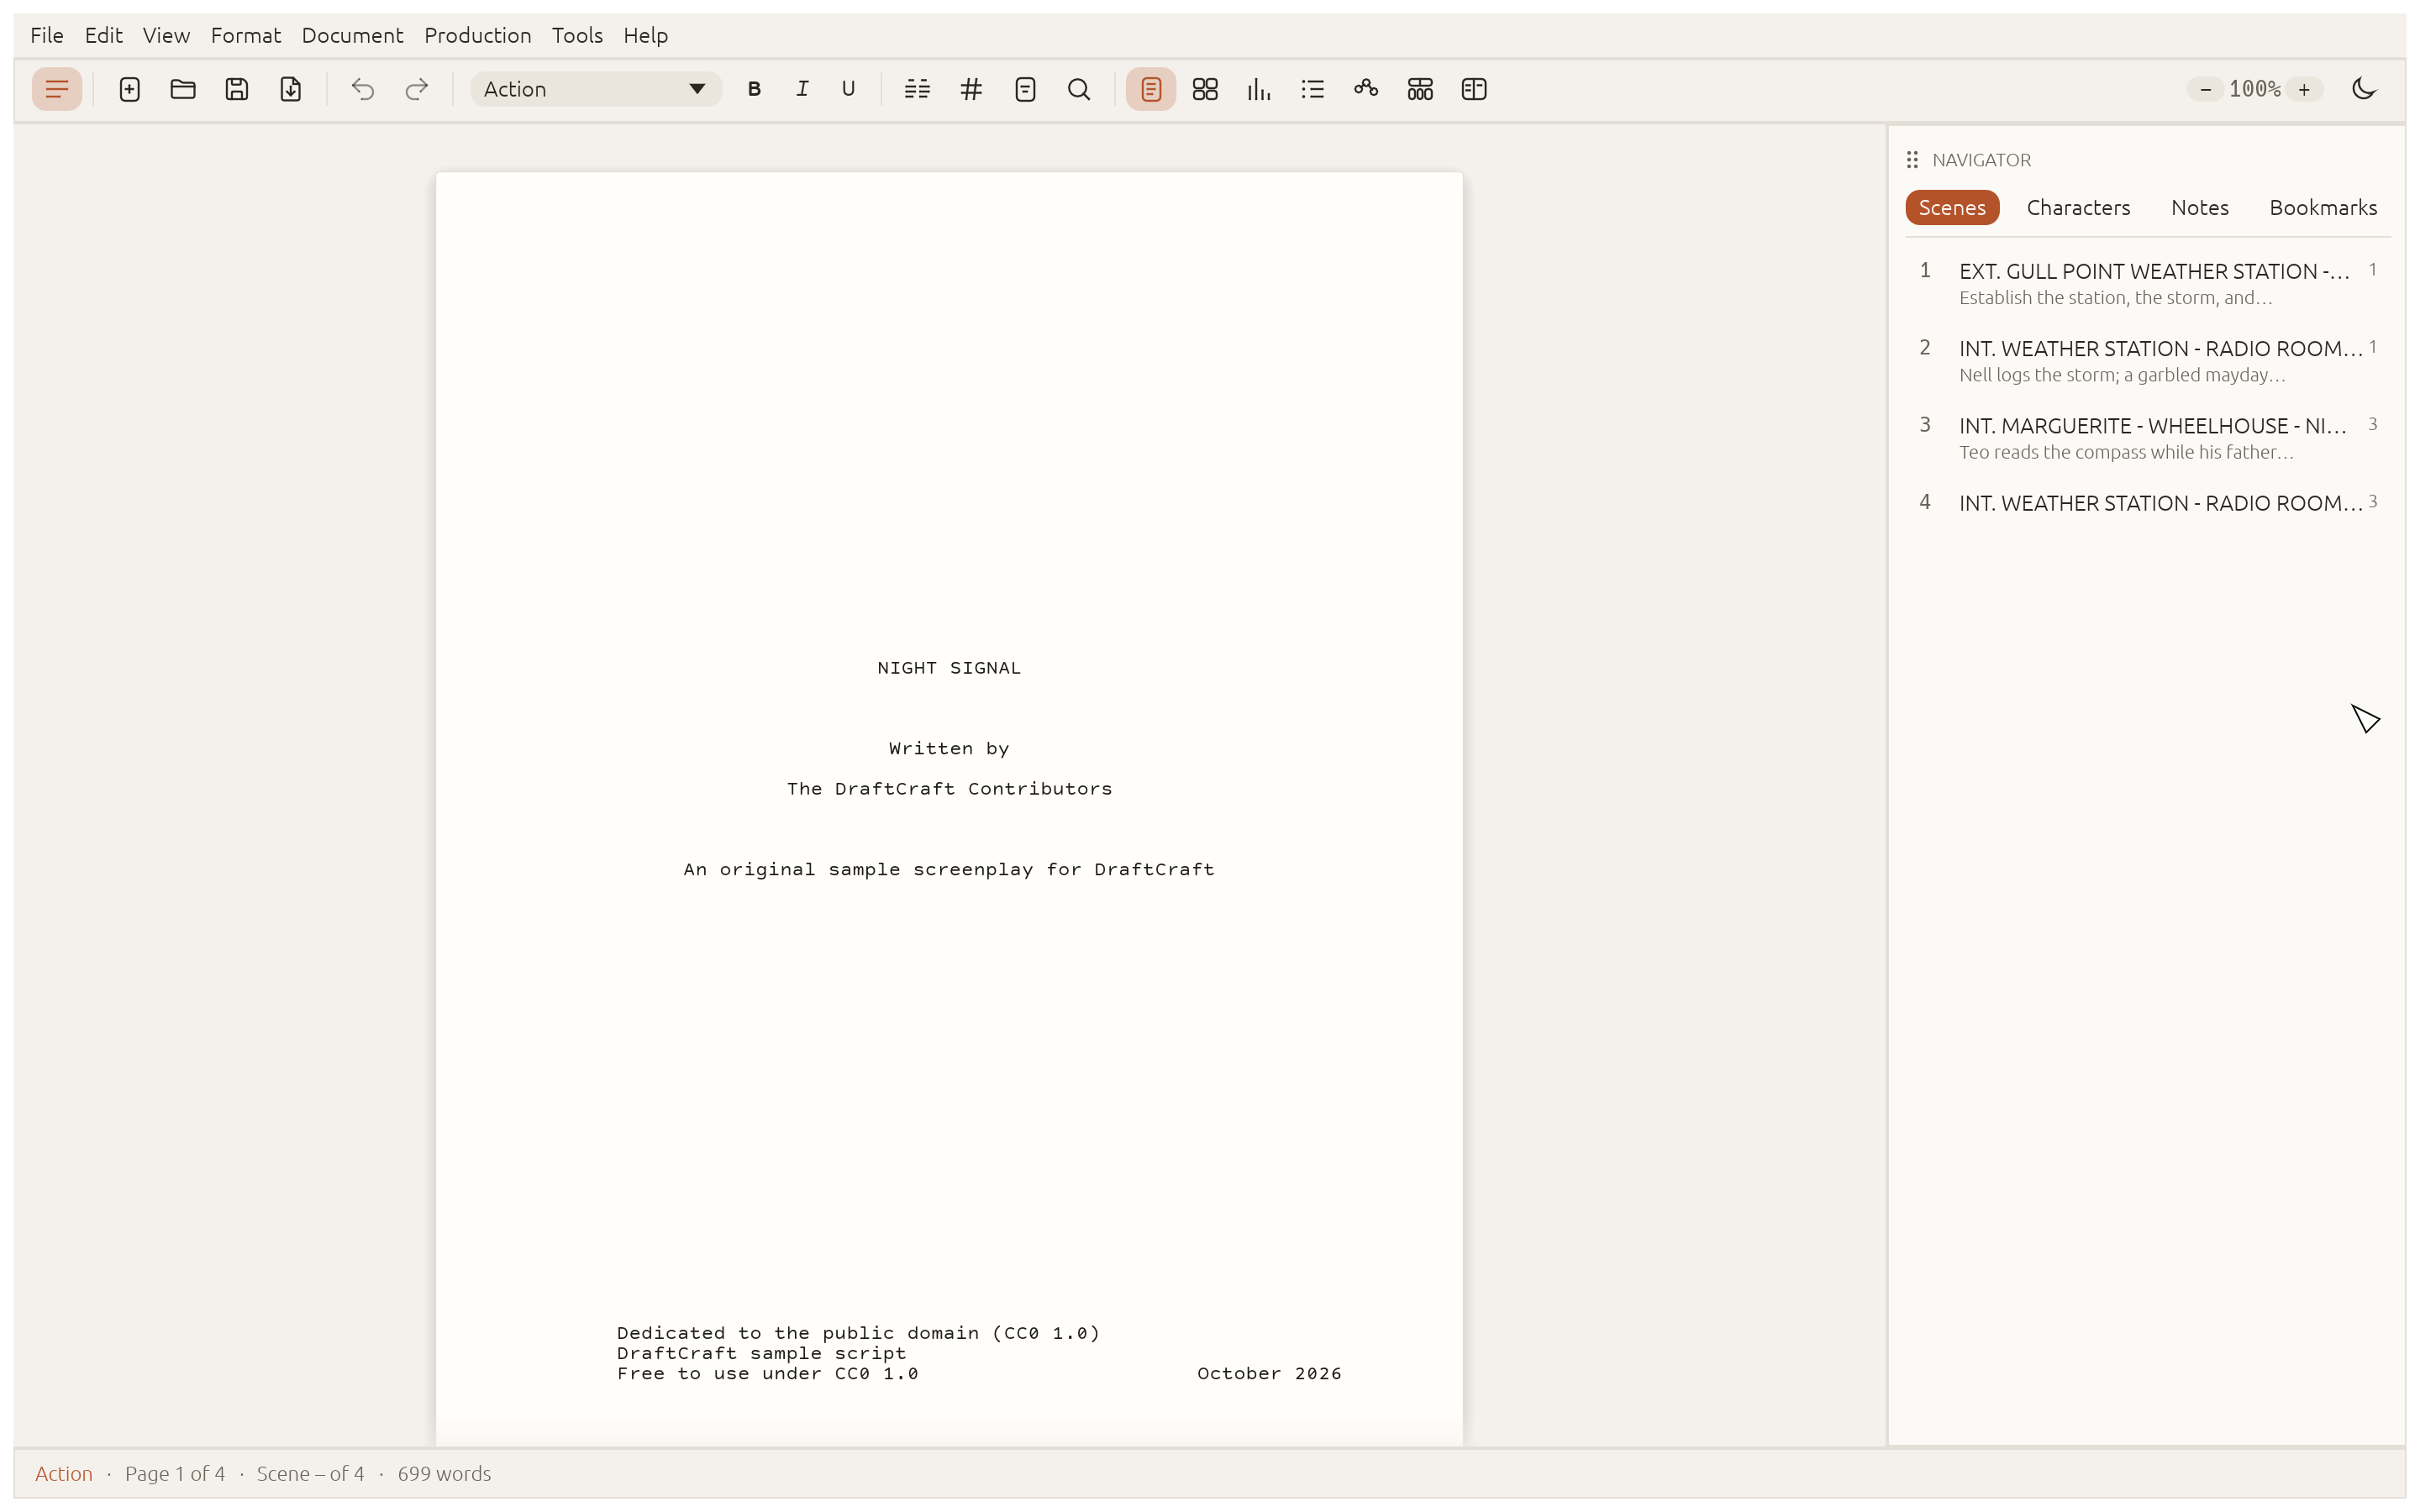 File Edit View Format Document Production Tools Help
Action B I U # − 100% +
NAVIGATOR
Scenes Characters Notes Bookmarks
1 EXT. GULL POINT WEATHER STATION -… 1
Establish the station, the storm, and…
2 INT. WEATHER STATION - RADIO ROOM… 1
Nell logs the storm; a garbled mayday…
3 INT. MARGUERITE - WHEELHOUSE - NI… 3
Teo reads the compass while his father…
4 INT. WEATHER STATION - RADIO ROOM… 3
NIGHT SIGNAL
Written by
The DraftCraft Contributors
An original sample screenplay for DraftCraft
Dedicated to the public domain (CC0 1.0)
DraftCraft sample script
Free to use under CC0 1.0 October 2026
Action · Page 1 of 4 · Scene – of 4 · 699 words